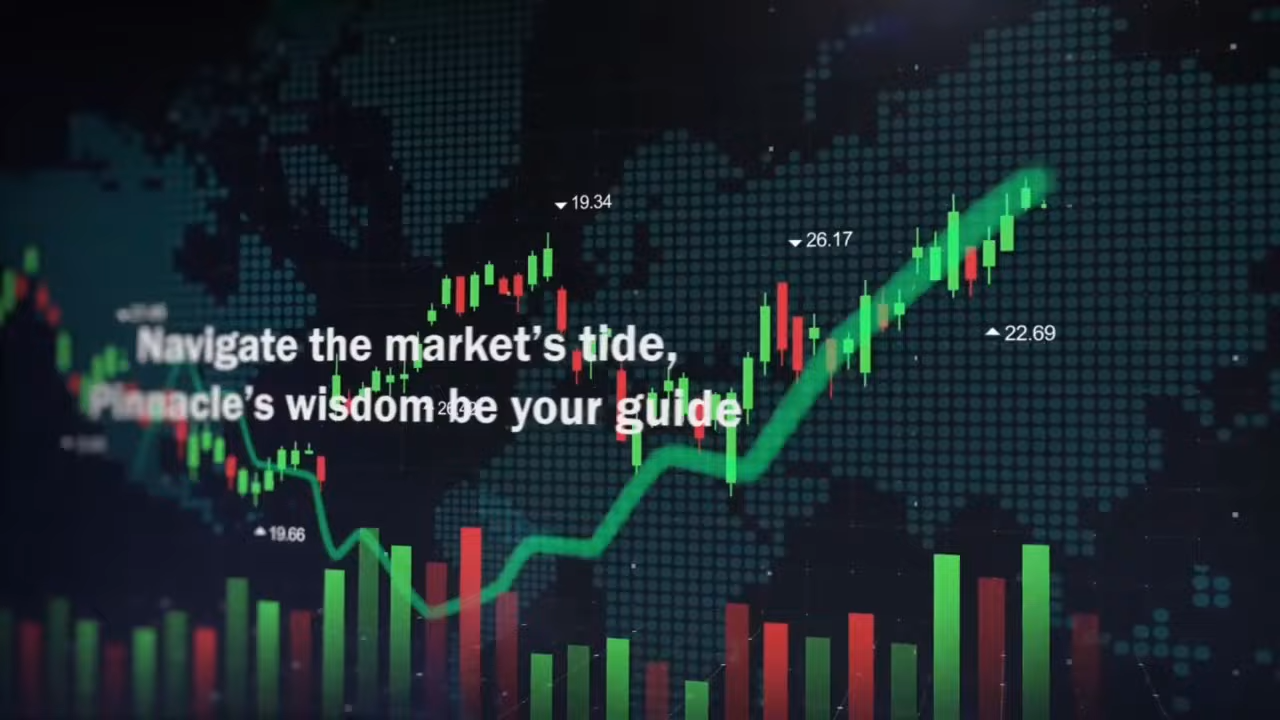 19.34
26.17
22.69
Navigate the market’s tide,
Pinnacle’s wisdom be your guide
19.66